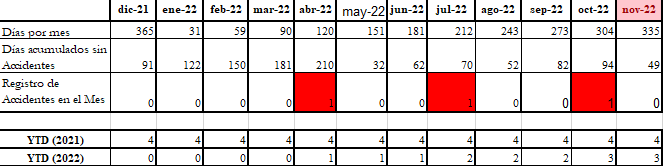 dic-21 ene-22 feb-22 mar-22 abr-22 may-22 jun-22 jul-22 ago-22 sep-22 oct-22 nov-22
Días por mes 365 31 59 90 120 151 181 212 243 273 304 335
Días acumulados sin
Accidentes 91 122 150 181 210 32 62 70 52 82 94 49
Registro de
Accidentes en el Mes 0 0 0 0 1 0 0 1 0 0 1 0
YTD (2021) 4 4 4 4 4 4 4 4 4 4 4 4
YTD (2022) 0 0 0 0 1 1 1 2 2 2 3 3